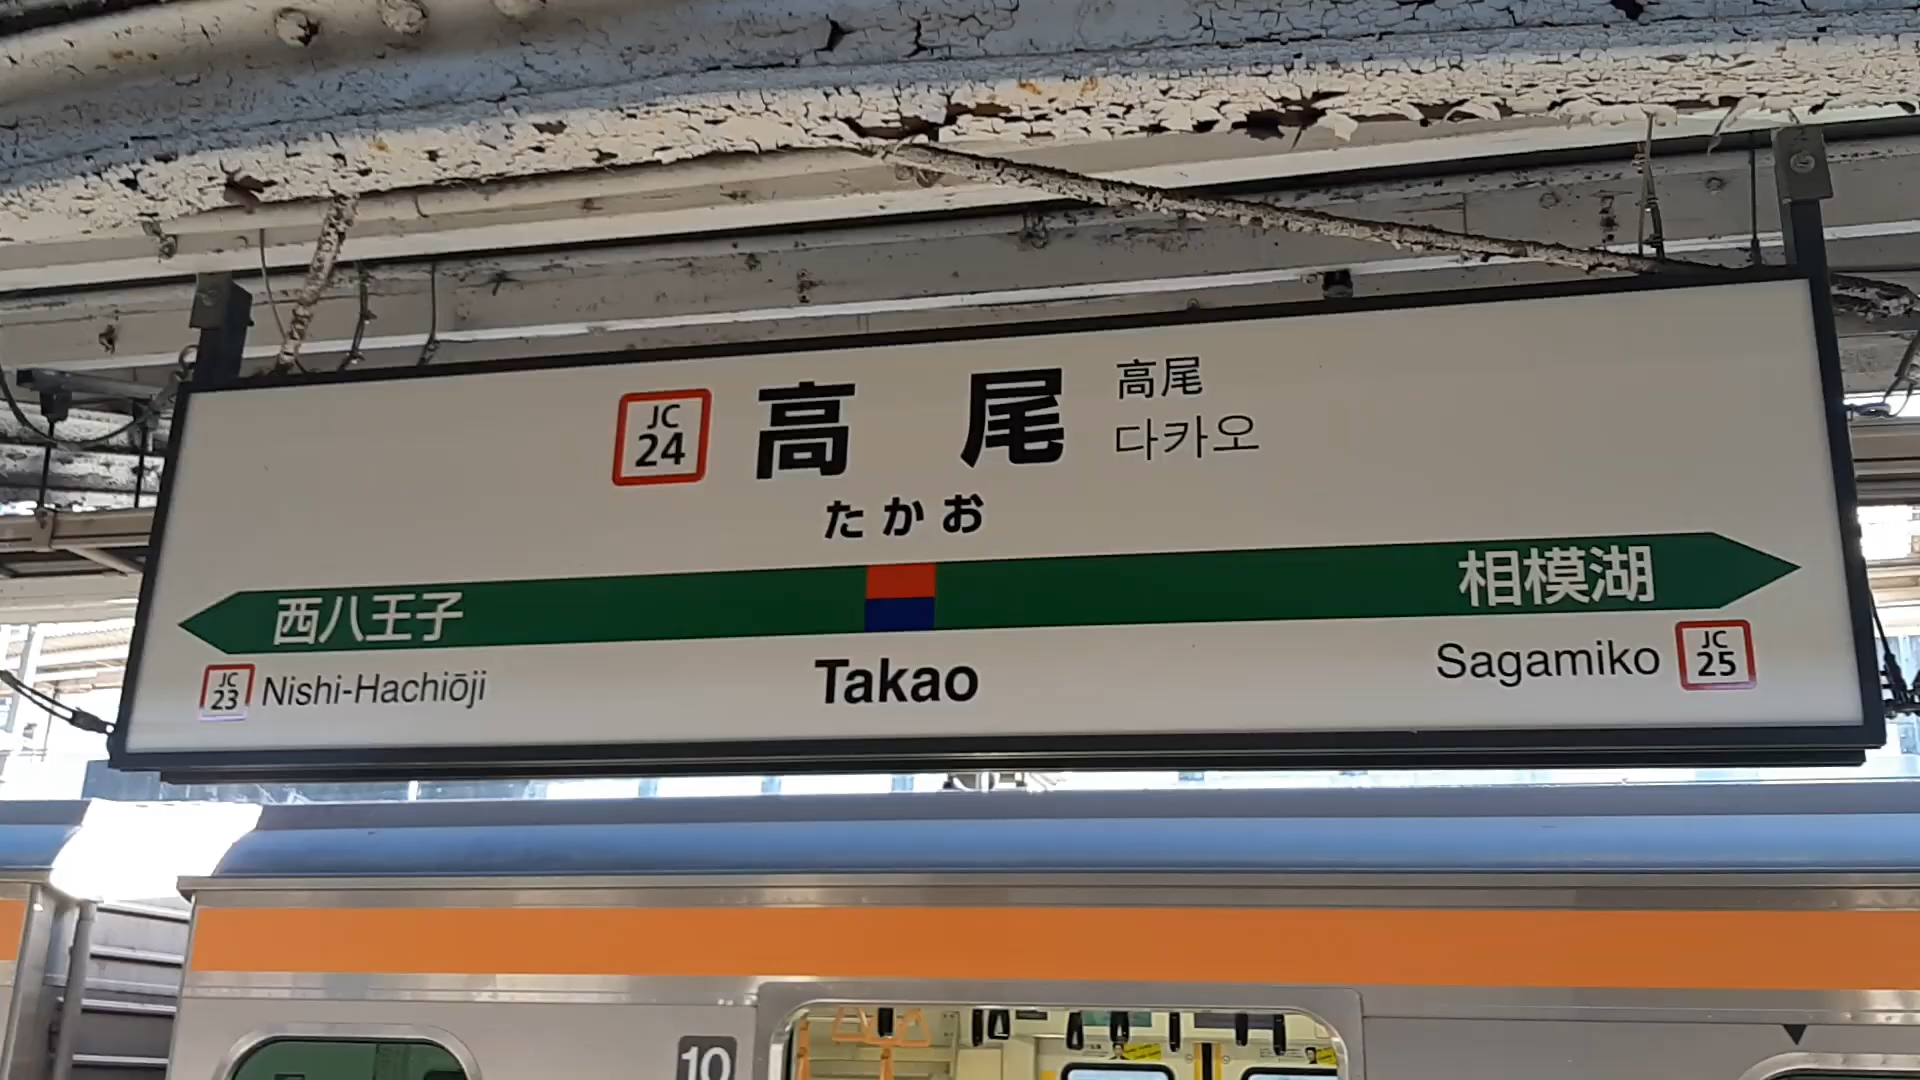 JC
24
高尾
高尾
다카오
たかお
西八王子
相模湖
JC
23
Nishi-Hachiōji
Takao
Sagamiko
JC
25
10